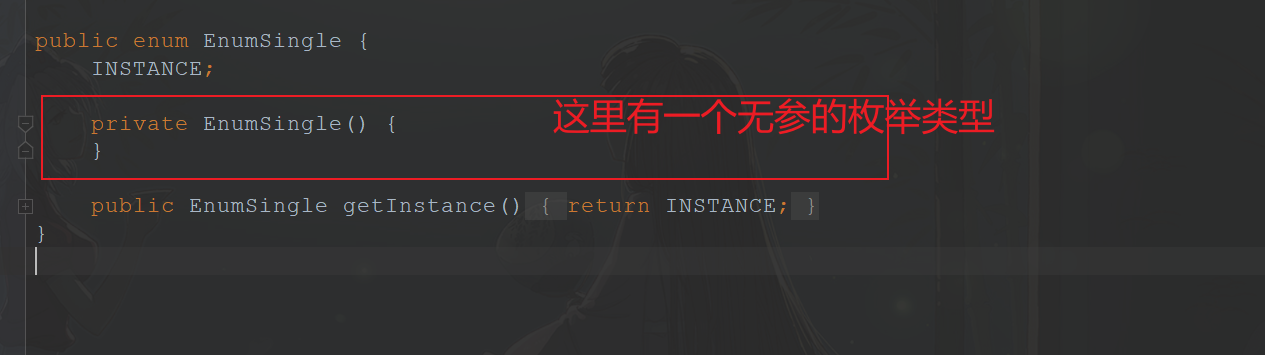 public enum EnumSingle {
INSTANCE;
这里有一个无参的枚举类型
private EnumSingle() {
}
public EnumSingle getInstance() { return INSTANCE; }
}